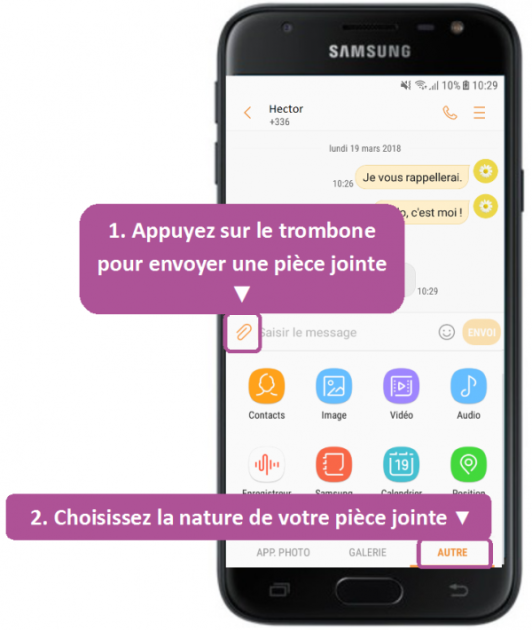 SAMSUNG
10% 10:29
Hector
+336
lundi 19 mars 2018
10:26 Je vous rappellerai.
c'est moi !
1. Appuyez sur le trombone
pour envoyer une pièce jointe
▼
10:29
Saisir le message ENVOI
Contacts Image Vidéo Audio
19
Enregistreur Samsung Calendrier Position
2. Choisissez la nature de votre pièce jointe ▼
APP. PHOTO GALERIE AUTRE